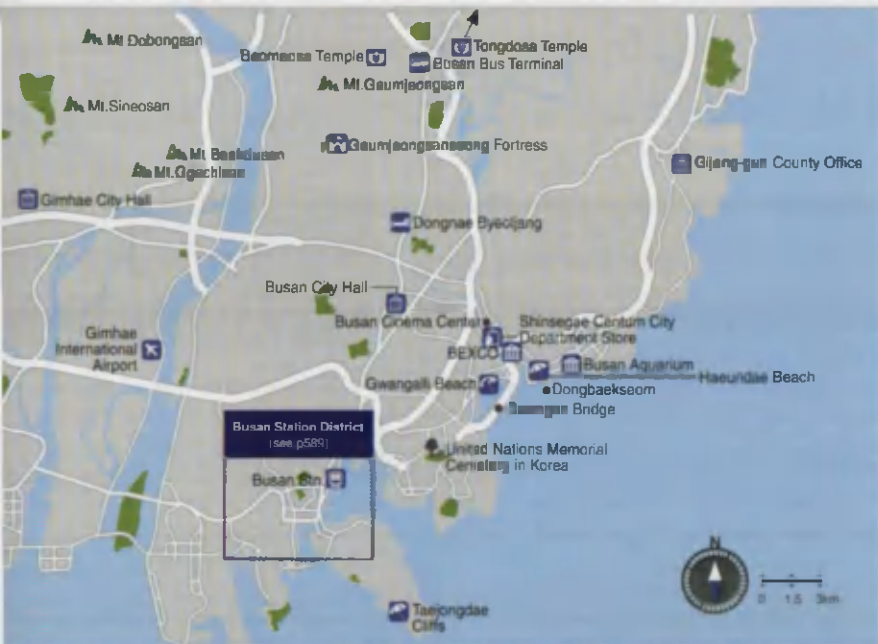 Mt.Dobongsan
Beomeosa Temple
Tongdosa Temple
Busan Bus Terminal
Mt.Geumjeongsan
Mt.Sineosan
Fortress
Mt.
Gijang-gun County Office
Gimhae City Hall
Dongnae Byeoljang
Busan City Hall
Busan Cinema Center
Shinsegae Centum City
Department Store
Gimhae
International
Airport
BEXCO
Busan Aquarium
Haeundae Beach
Gwangalli Beach
Dongbaekseom
Bridge
Busan Station District
(see p589)
United Nations Memorial
Cemetery in Korea
Busan Stn.
N
0 1.5 3km
Taejongdae
Cliffs